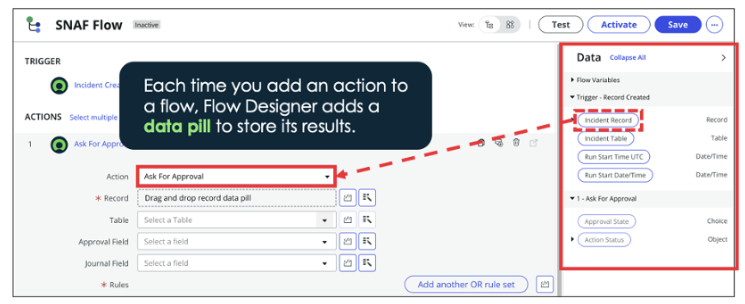 SNAF Flow Inactive
View:
Test
Activate
Save
TRIGGER
Incident Crea
ACTIONS Select multiple
1 Ask For Approv
Each time you add an action to
a flow, Flow Designer adds a
data pill to store its results.
Action Ask For Approval
* Record Drag and drop record data pill
Table Select a Table
Approval Field Select a field
Journal Field Select a field
* Rules
Add another OR rule set
Data Collapse All
Flow Variables
Trigger - Record Created
Incident Record Record
Incident Table Table
Run Start Time UTC Date/Time
Run Start Date/Time Date/Time
1 - Ask For Approval
Approval State Choice
Action Status Object